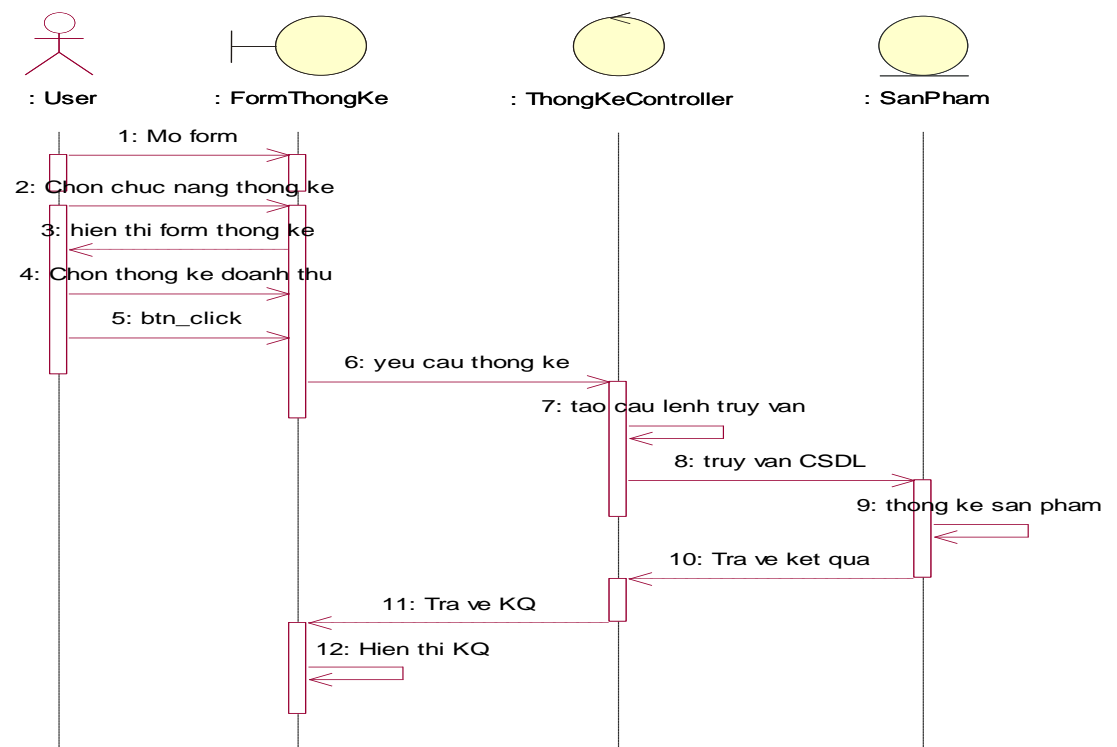 : User
: FormThongKe
: ThongKeController
: SanPham
1: Mo form
2: Chon chuc nang thong ke
3: hien thi form thong ke
4: Chon thong ke doanh thu
5: btn_click
6: yeu cau thong ke
7: tao cau lenh truy van
8: truy van CSDL
9: thong ke san pham
10: Tra ve ket qua
11: Tra ve KQ
12: Hien thi KQ